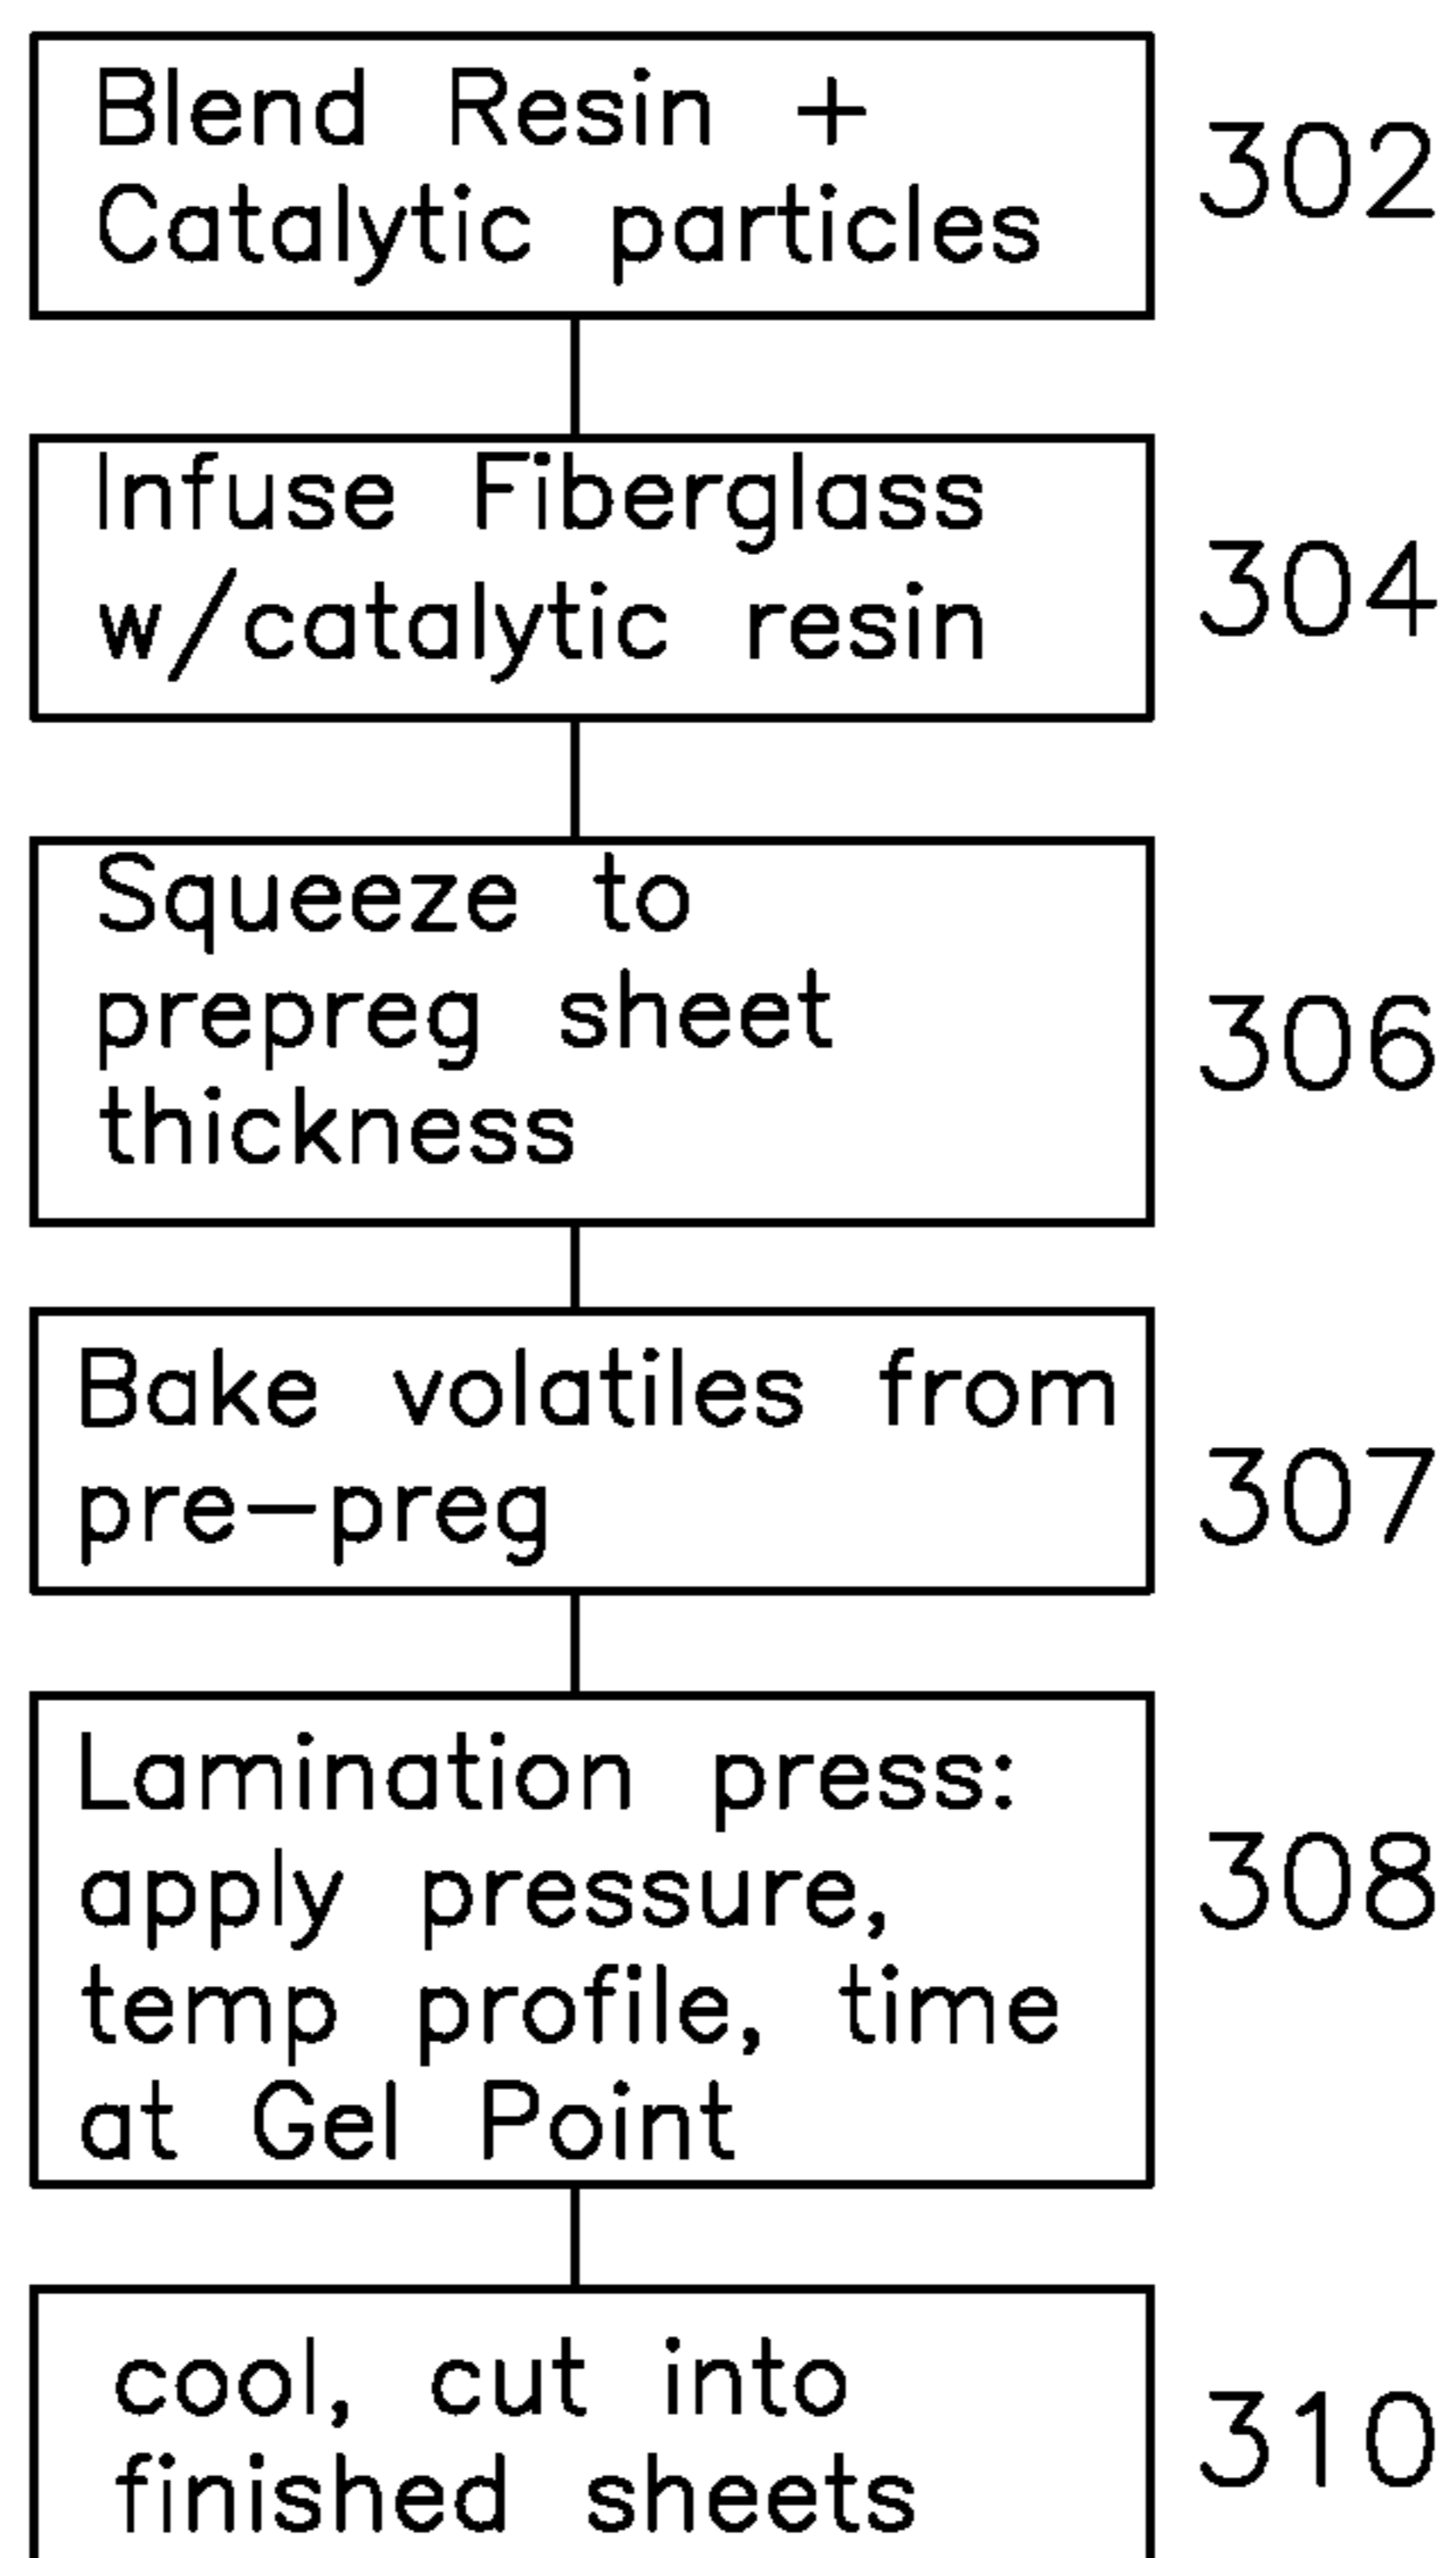 Blend Resin +
Catalytic particles
302
Infuse Fiberglass
w/catalytic resin
304
Squeeze to
prepreg sheet
thickness
306
Bake volatiles from
pre-preg
307
Lamination press:
apply pressure,
temp profile, time
at Gel Point
308
cool, cut into
finished sheets
310